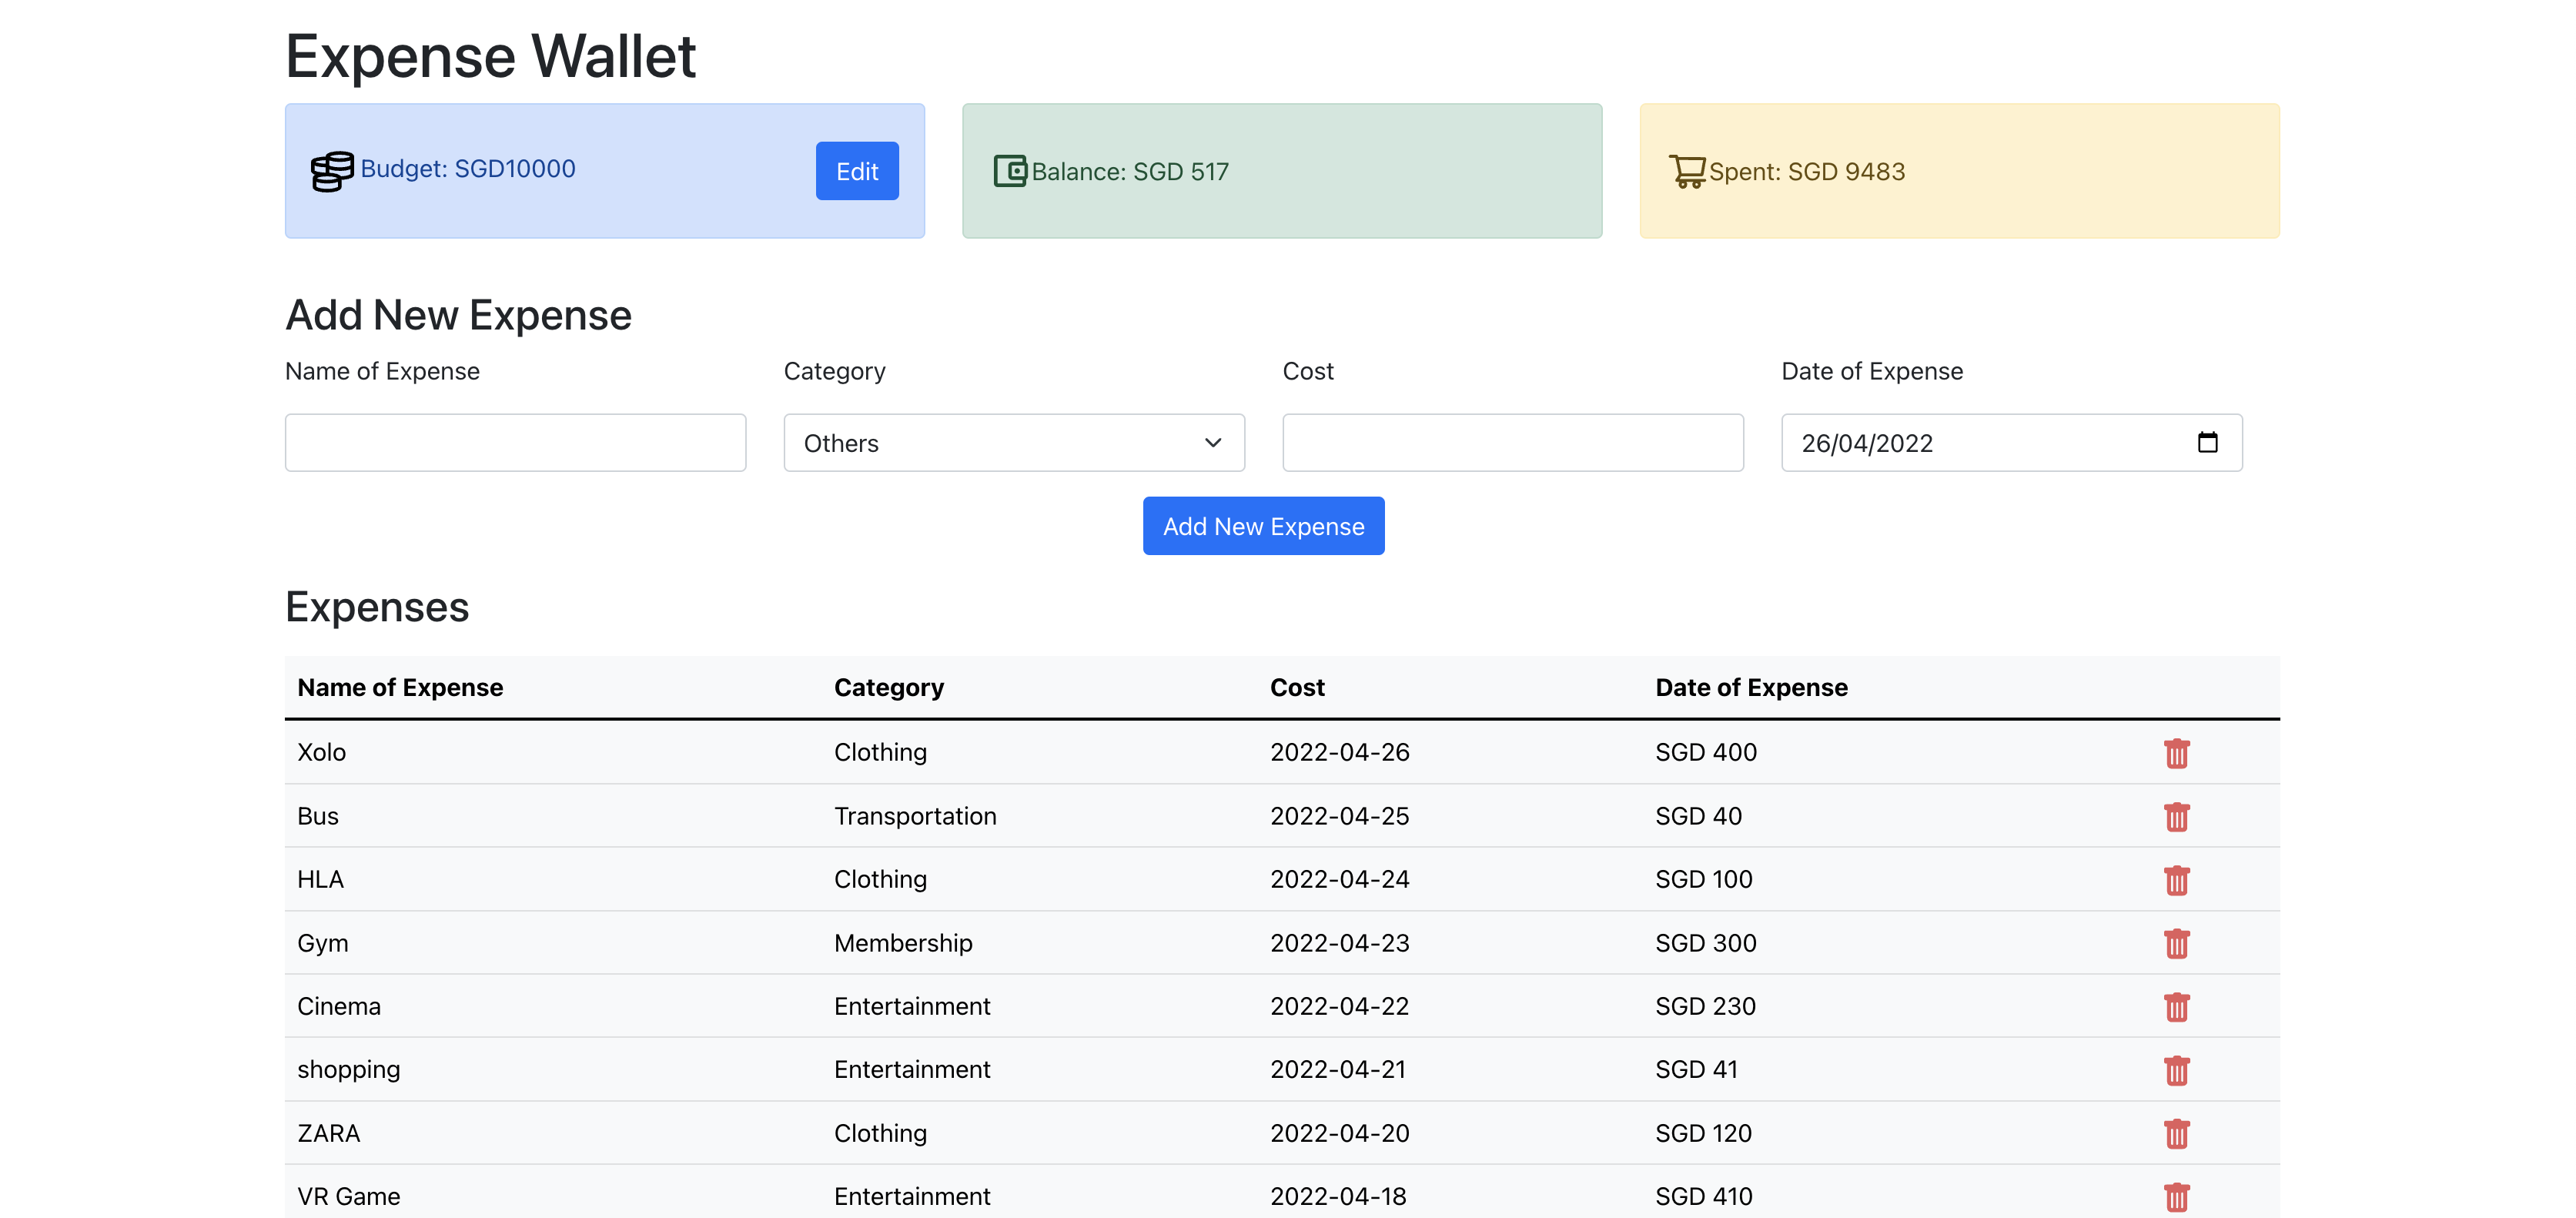 Expense Wallet
Budget: SGD10000 Edit Balance: SGD 517 Spent: SGD 9483
Add New Expense
Name of Expense Category Cost Date of Expense
Others 26/04/2022
Add New Expense
Expenses
Name of Expense Category Cost Date of Expense
Xolo Clothing 2022-04-26 SGD 400
Bus Transportation 2022-04-25 SGD 40
HLA Clothing 2022-04-24 SGD 100
Gym Membership 2022-04-23 SGD 300
Cinema Entertainment 2022-04-22 SGD 230
shopping Entertainment 2022-04-21 SGD 41
ZARA Clothing 2022-04-20 SGD 120
VR Game Entertainment 2022-04-18 SGD 410